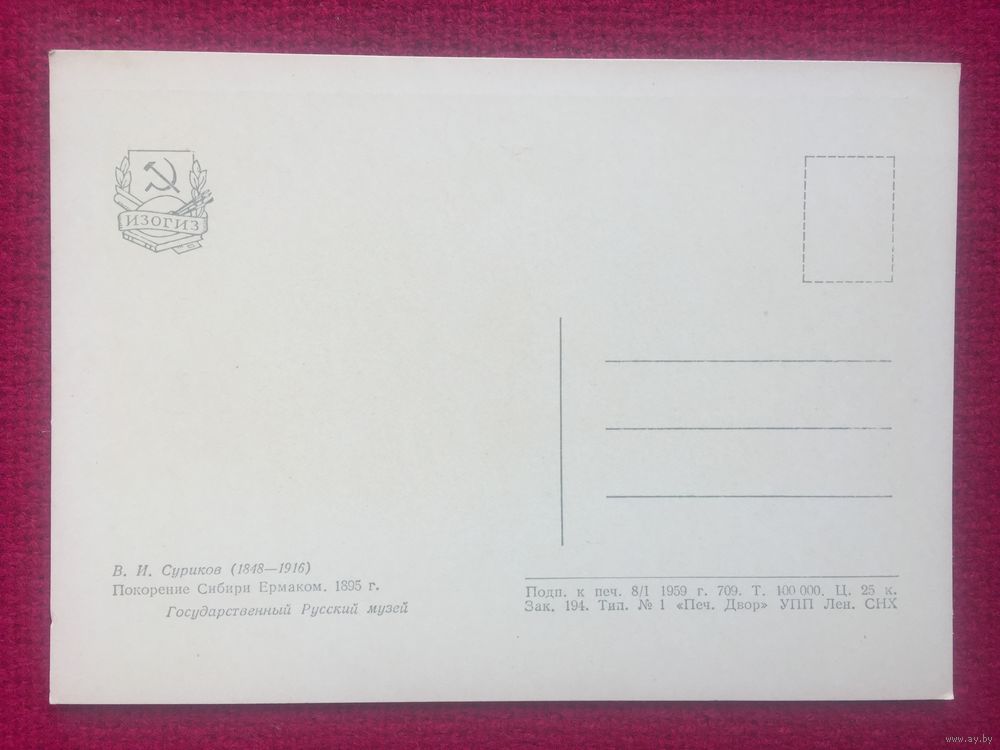 ИЗОГИЗ
В. И. Суриков (1848—1916)
Покорение Сибири Ермаком. 1895 г.
Государственный Русский музей
Подп. к печ. 8/I 1959 г. 709. Т. 100 000. Ц. 25 к.
Зак. 194. Тип. № 1 «Печ. Двор» УПП Лен. СНХ
www.ay.by